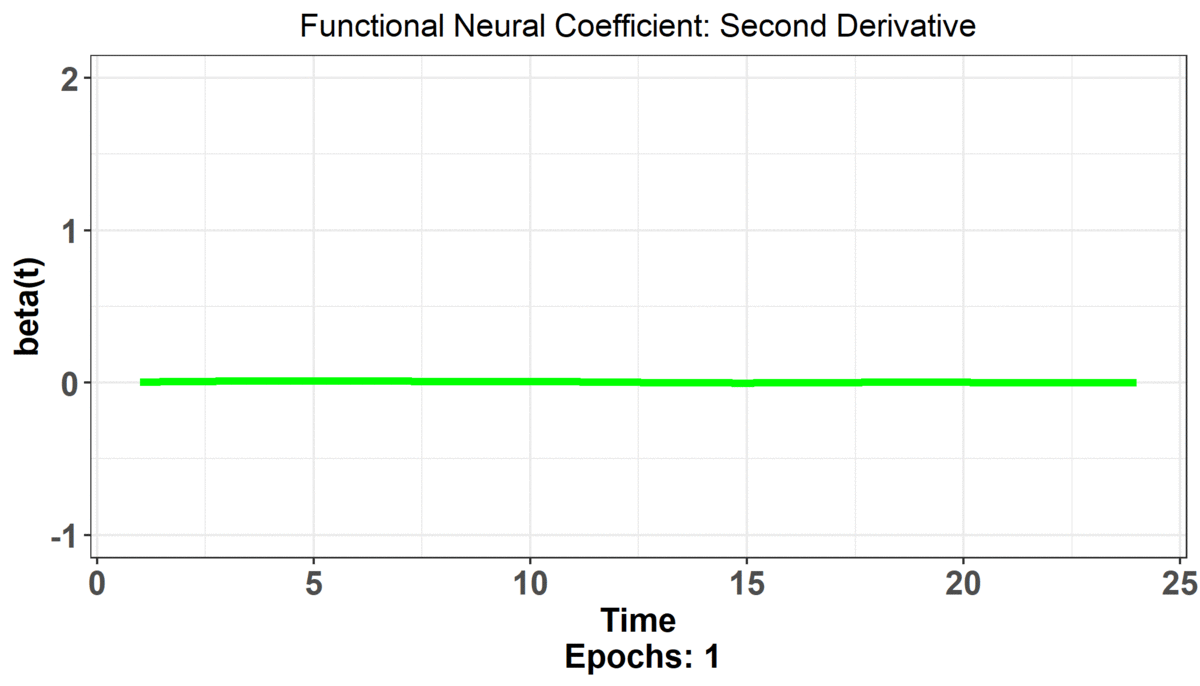 Functional Neural Coefficient: Second Derivative
2
1
0
-1
beta(t)
0 5 10 15 20 25
Time
Epochs: 1